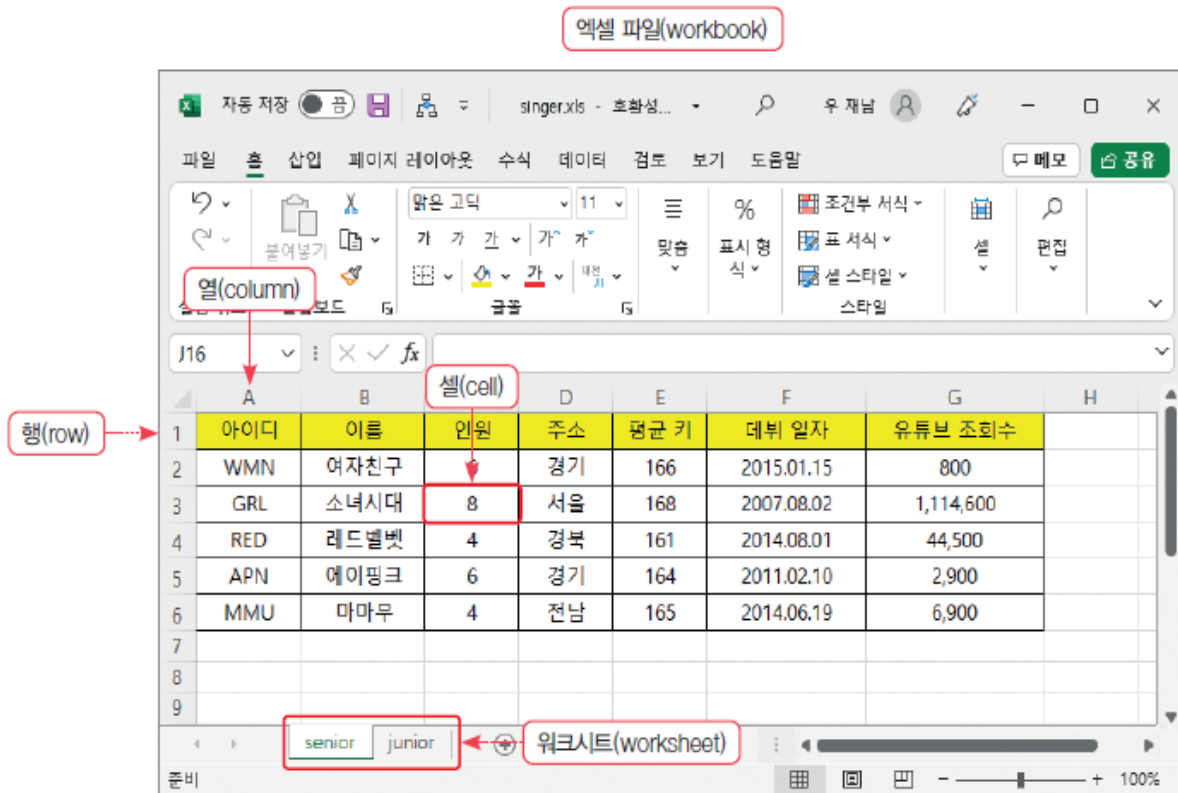 엑셀 파일(workbook)
자동 저장 끔 singer.xls - 호환성... 우 재남
파일 홈 삽입 페이지 레이아웃 수식 데이터 검토 보기 도움말 메모 공유
붙여넣기 맑은 고딕 11 맞춤 % 표시 형식 조건부 서식 표 서식 셀 스타일 셀 편집
가 가 가 가 가
가
열(column) 글꼴 스타일
J16 fx
셀(cell)
A B D E F G H
행(row)
1 아이디 이름 인원 주소 평균 키 데뷔 일자 유튜브 조회수
2 WMN 여자친구 경기 166 2015.01.15 800
3 GRL 소녀시대 8 서울 168 2007.08.02 1,114,600
4 RED 레드벨벳 4 경북 161 2014.08.01 44,500
5 APN 에이핑크 6 경기 164 2011.02.10 2,900
6 MMU 마마무 4 전남 165 2014.06.19 6,900
7
8
9
senior junior 워크시트(worksheet)
준비 - + 100%